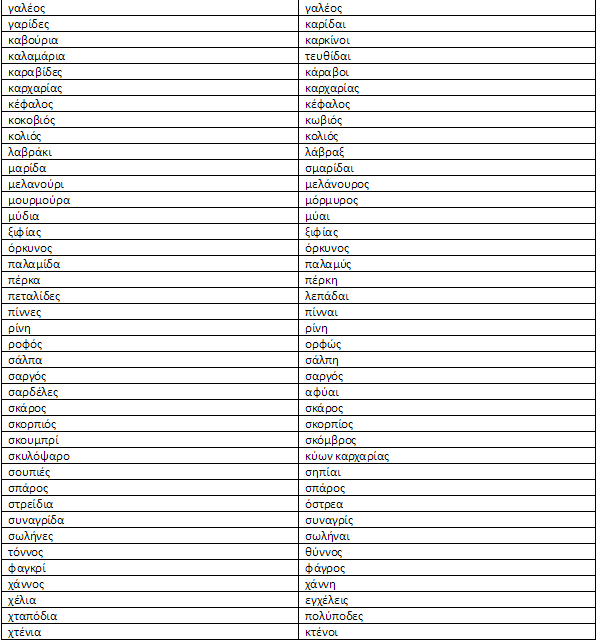 γαλέος γαλέος
γαρίδες καρίδαι
καβούρια καρκίνοι
καλαμάρια τευθίδαι
καραβίδες κάραβοι
καρχαρίας καρχαρίας
κέφαλος κέφαλος
κοκοβιός κωβιός
κολιός κολιός
λαβράκι λάβραξ
μαρίδα σμαρίδαι
μελανούρι μελάνουρος
μουρμούρα μόρμυρος
μύδια μύαι
ξιφίας ξιφίας
όρκυνος όρκυνος
παλαμίδα παλαμύς
πέρκα πέρκη
πεταλίδες λεπάδαι
πίννες πίνναι
ρίνη ρίνη
ροφός ορφώς
σάλπα σάλπη
σαργός σαργός
σαρδέλες αφύαι
σκάρος σκάρος
σκορπιός σκορπίος
σκουμπρί σκόμβρος
σκυλόψαρο κύων καρχαρίας
σουπιές σηπίαι
σπάρος σπάρος
στρείδια όστρεα
συναγρίδα συναγρίς
σωλήνες σωλήναι
τόννος θύννος
φαγκρί φάγρος
χάννος χάννη
χέλια εγχέλεις
χταπόδια πολύποδες
χτένια κτένοι